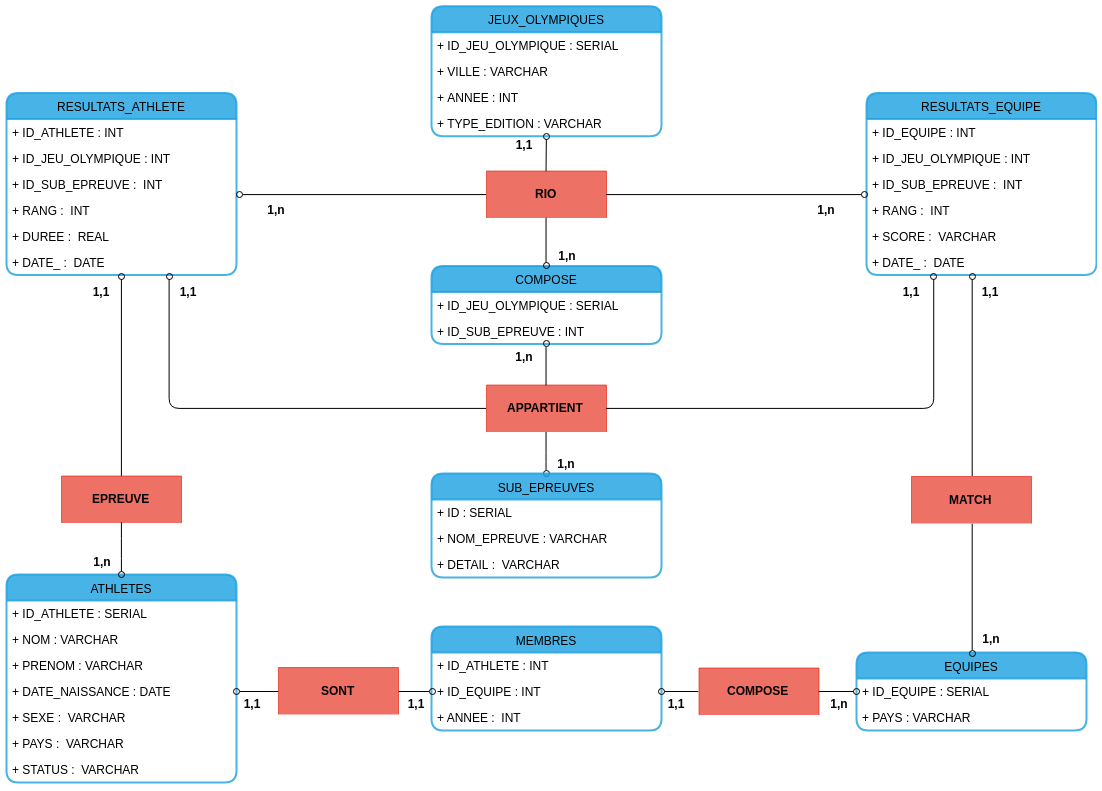 JEUX_OLYMPIQUES
+ ID_JEU_OLYMPIQUE : SERIAL
+ VILLE : VARCHAR
+ ANNEE : INT
+ TYPE_EDITION : VARCHAR
1,1
RESULTATS_ATHLETE
+ ID_ATHLETE : INT
+ ID_JEU_OLYMPIQUE : INT
+ ID_SUB_EPREUVE : INT
+ RANG : INT
+ DUREE : REAL
+ DATE_ : DATE
RESULTATS_EQUIPE
+ ID_EQUIPE : INT
+ ID_JEU_OLYMPIQUE : INT
+ ID_SUB_EPREUVE : INT
+ RANG : INT
+ SCORE : VARCHAR
+ DATE_ : DATE
RIO
1,n
1,n
1,n
COMPOSE
+ ID_JEU_OLYMPIQUE : SERIAL
+ ID_SUB_EPREUVE : INT
1,1
1,1
1,1
1,1
1,n
APPARTIENT
1,n
SUB_EPREUVES
+ ID : SERIAL
+ NOM_EPREUVE : VARCHAR
+ DETAIL : VARCHAR
EPREUVE
MATCH
1,n
ATHLETES
+ ID_ATHLETE : SERIAL
+ NOM : VARCHAR
+ PRENOM : VARCHAR
+ DATE_NAISSANCE : DATE
+ SEXE : VARCHAR
+ PAYS : VARCHAR
+ STATUS : VARCHAR
1,1
SONT
1,1
MEMBRES
+ ID_ATHLETE : INT
+ ID_EQUIPE : INT
+ ANNEE : INT
1,1
COMPOSE
1,n
1,n
EQUIPES
+ ID_EQUIPE : SERIAL
+ PAYS : VARCHAR